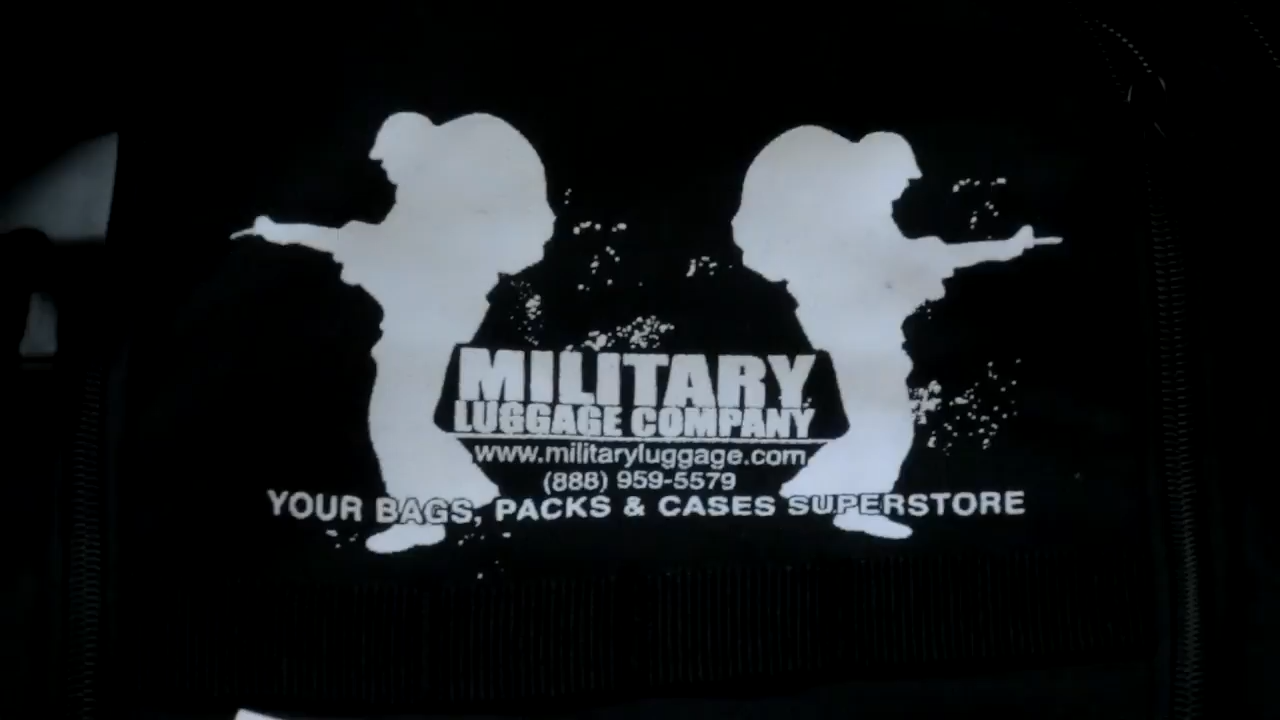 MILITARY
LUGGAGE COMPANY
www.militaryluggage.com
(888) 959-5579
YOUR BAGS, PACKS & CASES SUPERSTORE